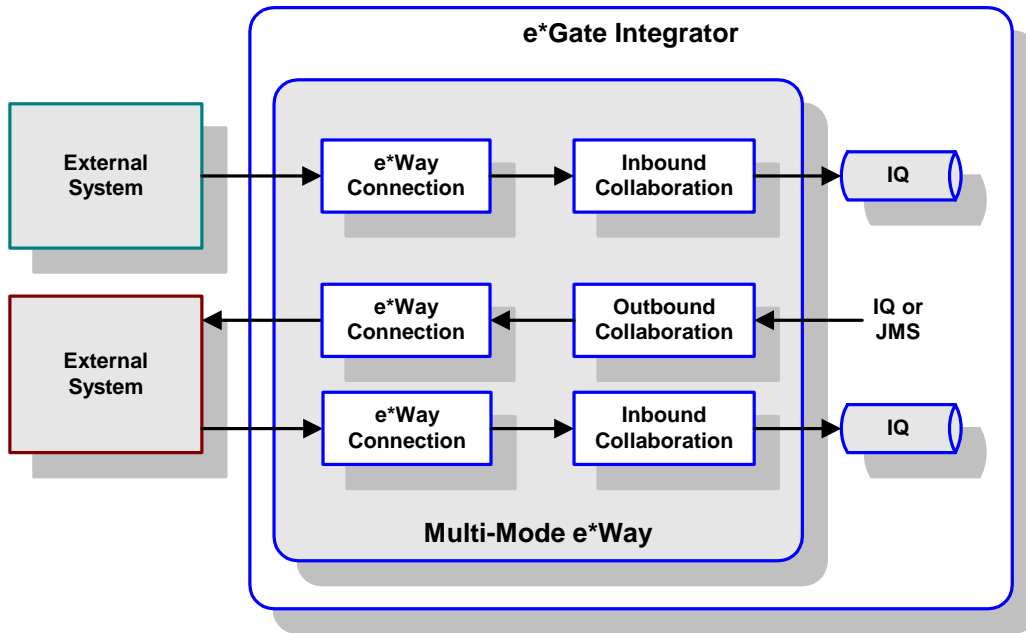 e*Gate Integrator
External
System
e*Way
Connection
Inbound
Collaboration
IQ
External
System
e*Way
Connection
Outbound
Collaboration
IQ or
JMS
e*Way
Connection
Inbound
Collaboration
IQ
Multi-Mode e*Way